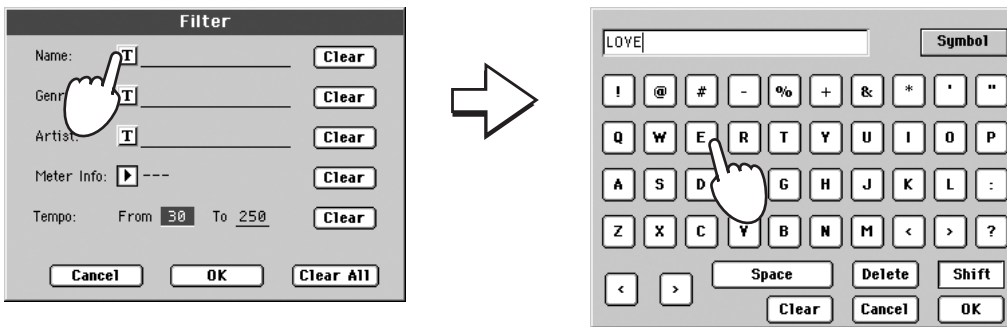 Filter
Name: T Clear
Genr T Clear
Artist: T Clear
Meter Info: --- Clear
Tempo: From 30 To 250 Clear
Cancel OK Clear All
LOVE Symbol
! @ # - % + & * ' "
Q W E R T Y U I O P
A S D G H J K L :
Z X C V B N M < > ?
< > Space Delete Shift
Clear Cancel OK